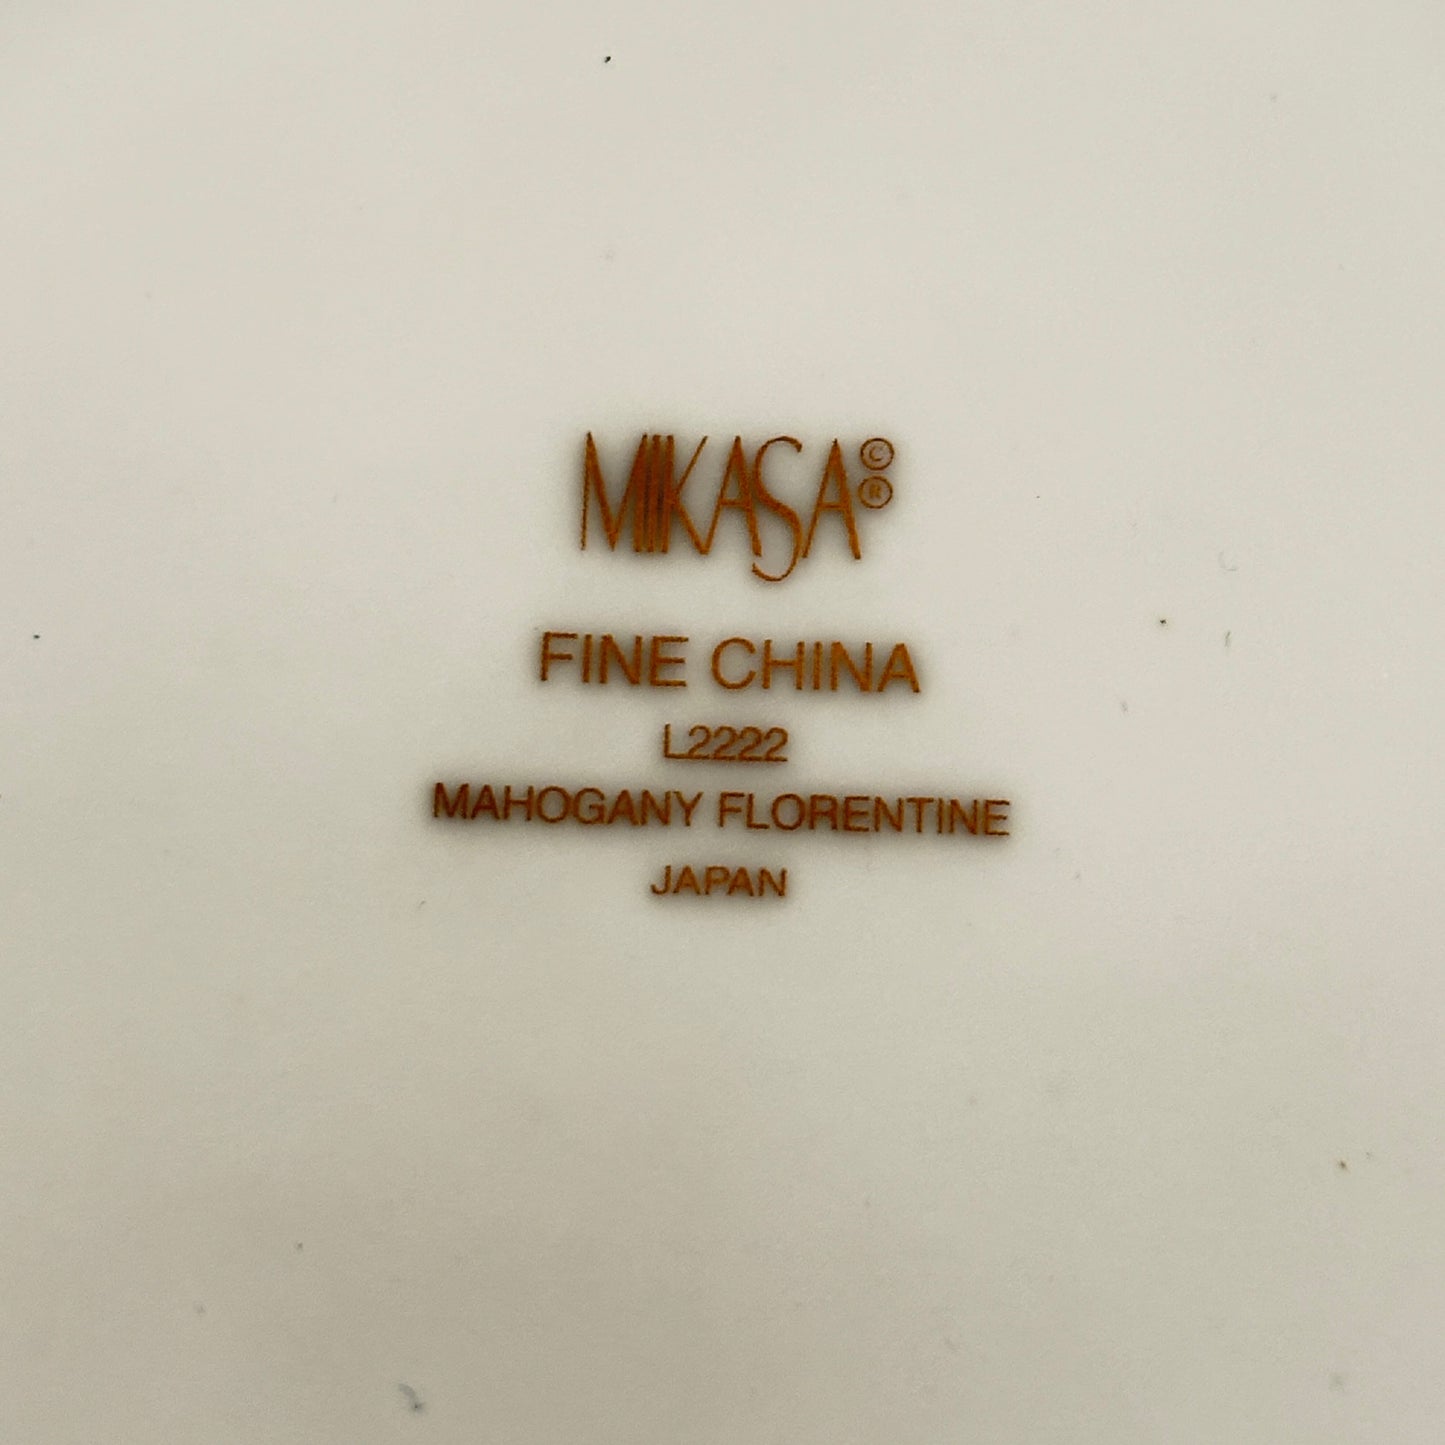 MIKASA©®
FINE CHINA
L2222
MAHOGANY FLORENTINE
JAPAN